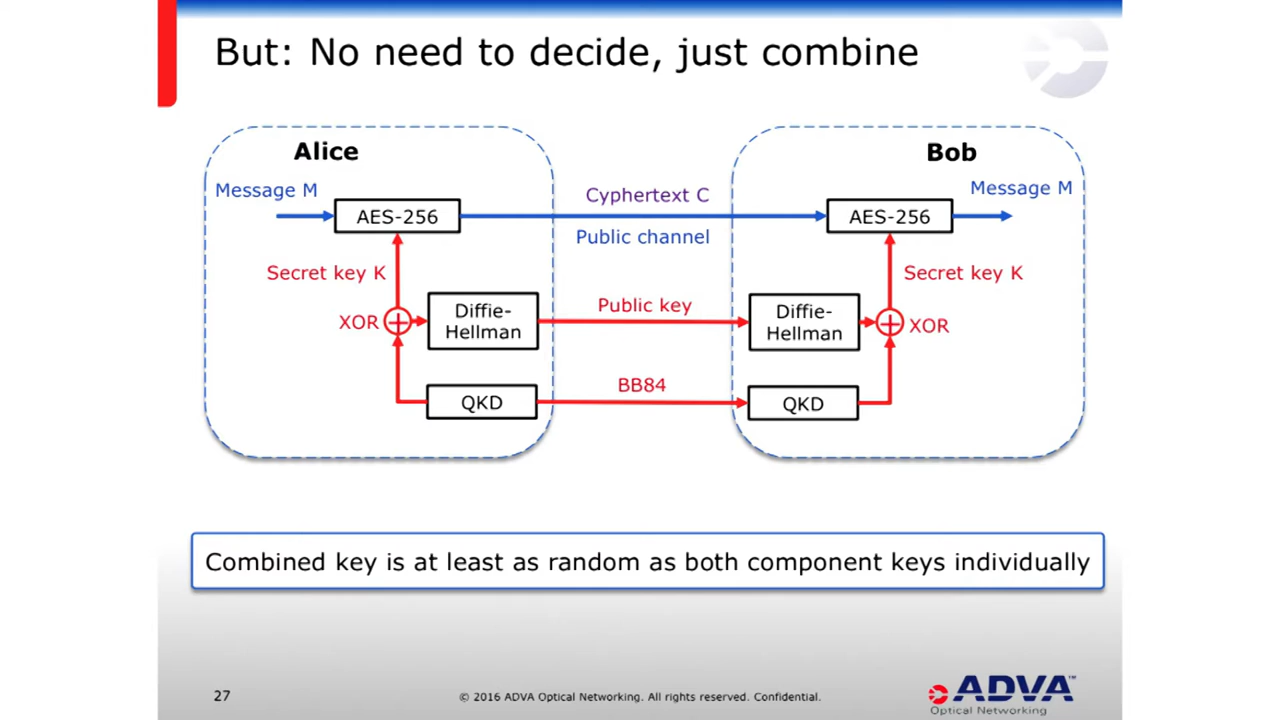 But: No need to decide, just combine
Alice
Bob
Message M
AES-256
Cyphertext C
Public channel
AES-256
Message M
Secret key K
Secret key K
XOR
Diffie-
Hellman
Public key
Diffie-
Hellman
XOR
QKD
BB84
QKD
Combined key is at least as random as both component keys individually
27
© 2016 ADVA Optical Networking. All rights reserved. Confidential.
ADVA™
Optical Networking